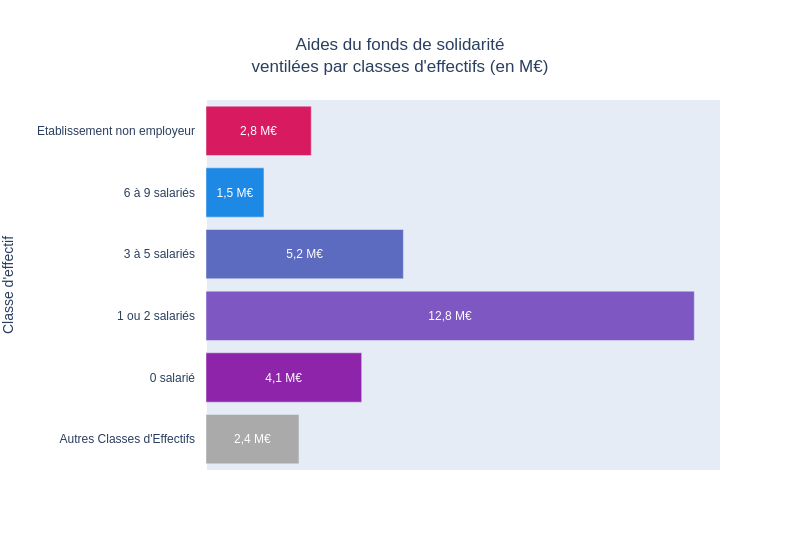 Aides du fonds de solidarité
ventilées par classes d'effectifs (en M€)
Classe d'effectif
Etablissement non employeur
2,8 M€
6 à 9 salariés
1,5 M€
3 à 5 salariés
5,2 M€
1 ou 2 salariés
12,8 M€
0 salarié
4,1 M€
Autres Classes d'Effectifs
2,4 M€